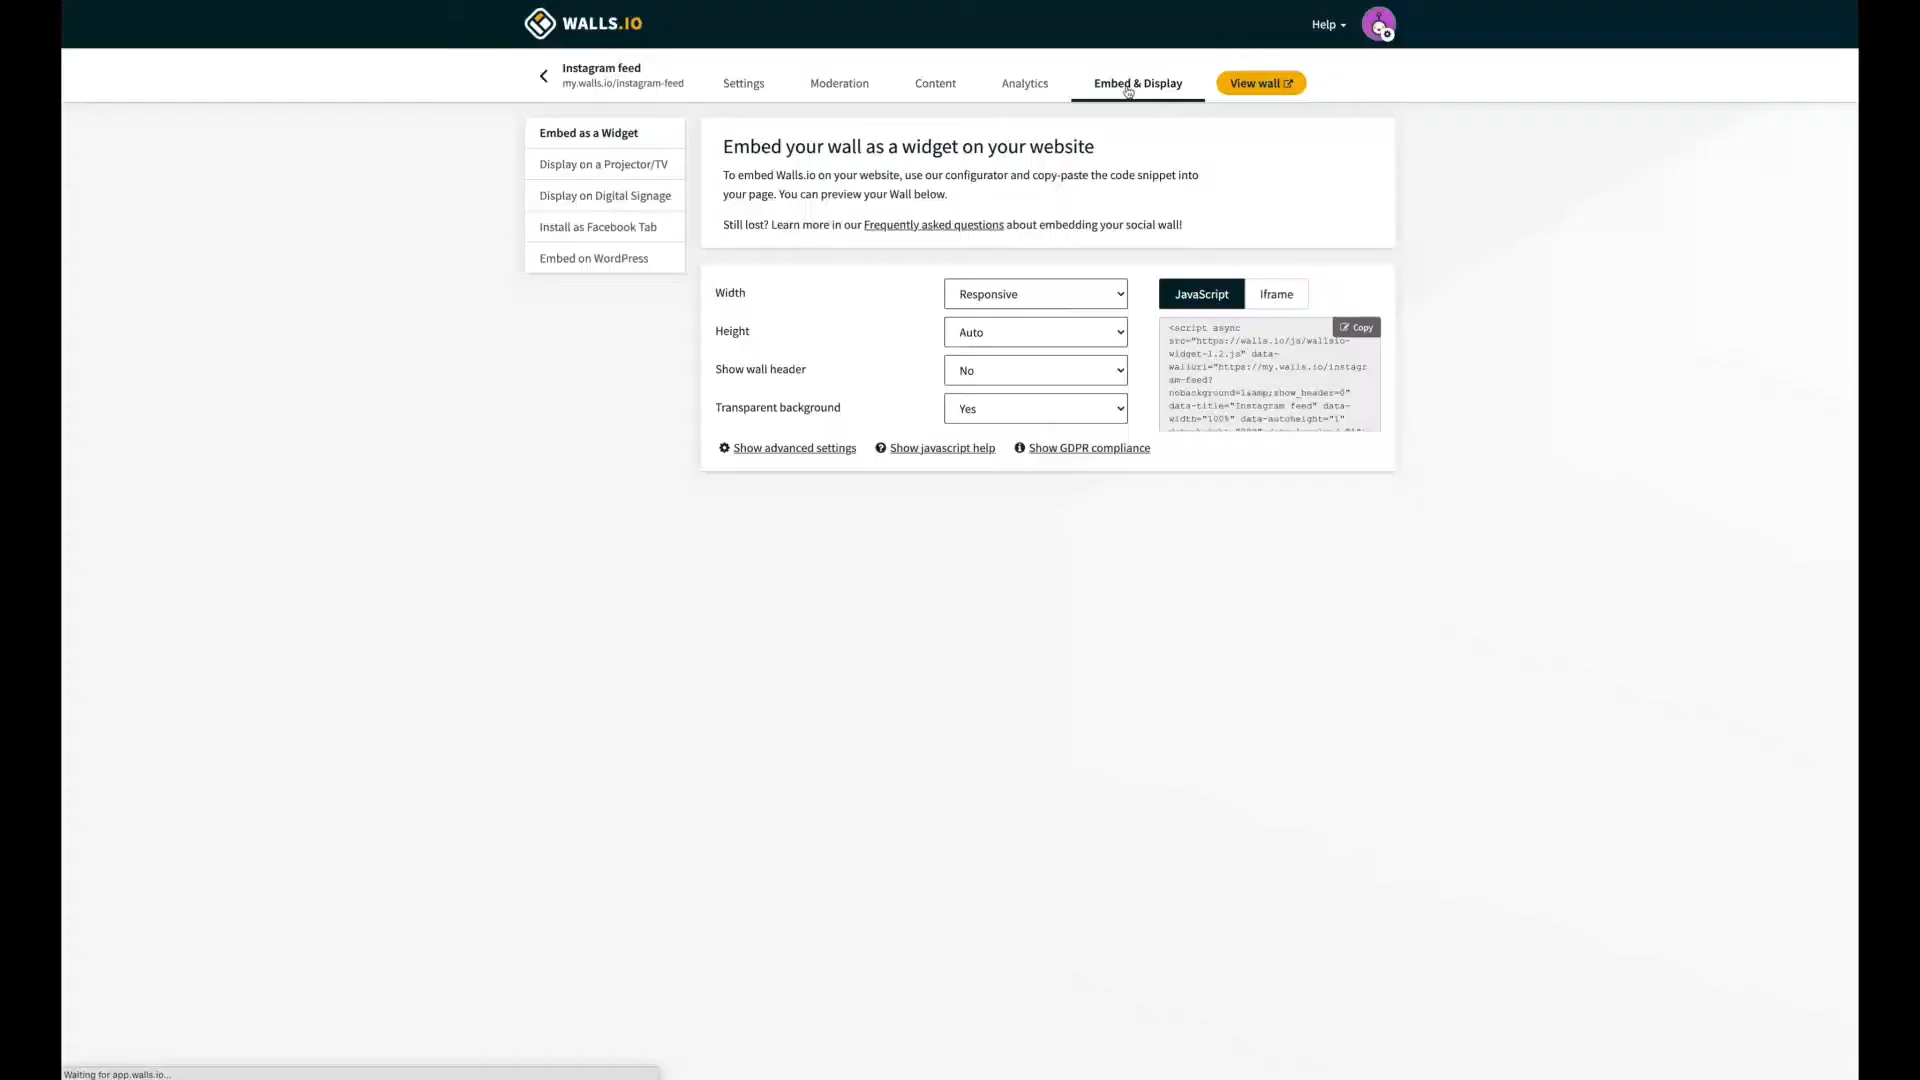 WALLS.IO
Help
Instagram feed
my.walls.io/instagram-feed
Settings
Moderation
Content
Analytics
Embed & Display
View wall
Embed as a Widget
Display on a Projector/TV
Display on Digital Signage
Install as Facebook Tab
Embed on WordPress
Embed your wall as a widget on your website
To embed Walls.io on your website, use our configurator and copy-paste the code snippet into
your page. You can preview your Wall below.
Still lost? Learn more in our Frequently asked questions about embedding your social wall!
Width
Responsive
Height
Auto
Show wall header
No
Transparent background
Yes
JavaScript
Iframe
Copy
<script async
src="https://walls.io/js/wallsio-
widget-1.2.js" data-
wallurl="https://my.walls.io/instagr
am-feed?
nobackground=1&amp;show_header=0"
data-title="Instagram feed" data-
width="100%" data-autoheight="1"
Show advanced settings
Show javascript help
Show GDPR compliance
Waiting for app.walls.io...